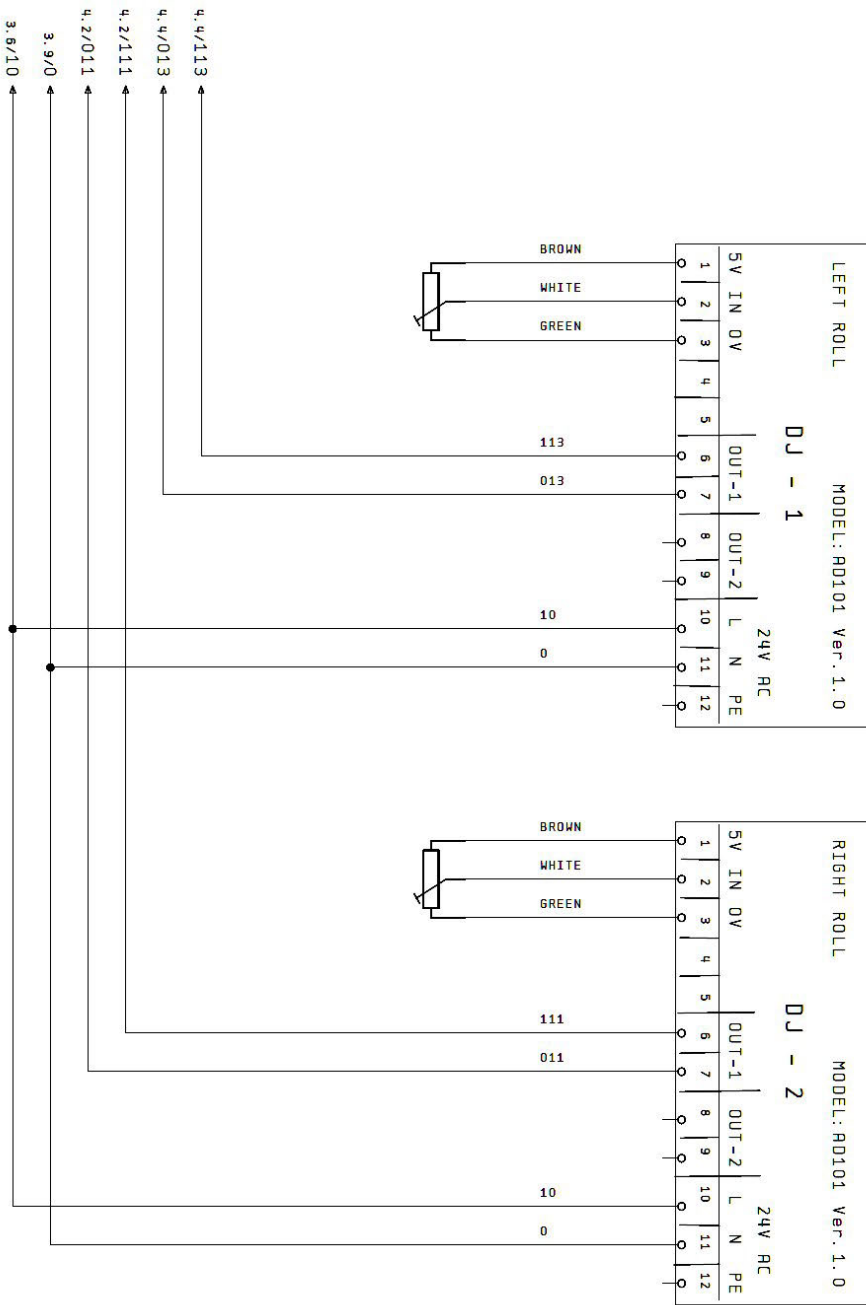 4.4/113
4.4/013
4.2/111
4.2/011
3.9/0
3.6/10
LEFT ROLL MODEL: AD101 Ver.1.0
DJ - 1
24V AC
5V IN 0V OUT-1 OUT-2 L N PE
1 2 3 4 5 6 7 8 9 10 11 12
BROWN
WHITE
GREEN
113
013
10
0
RIGHT ROLL MODEL: AD101 Ver.1.0
DJ - 2
24V AC
5V IN 0V OUT-1 OUT-2 L N PE
1 2 3 4 5 6 7 8 9 10 11 12
BROWN
WHITE
GREEN
111
011
10
0